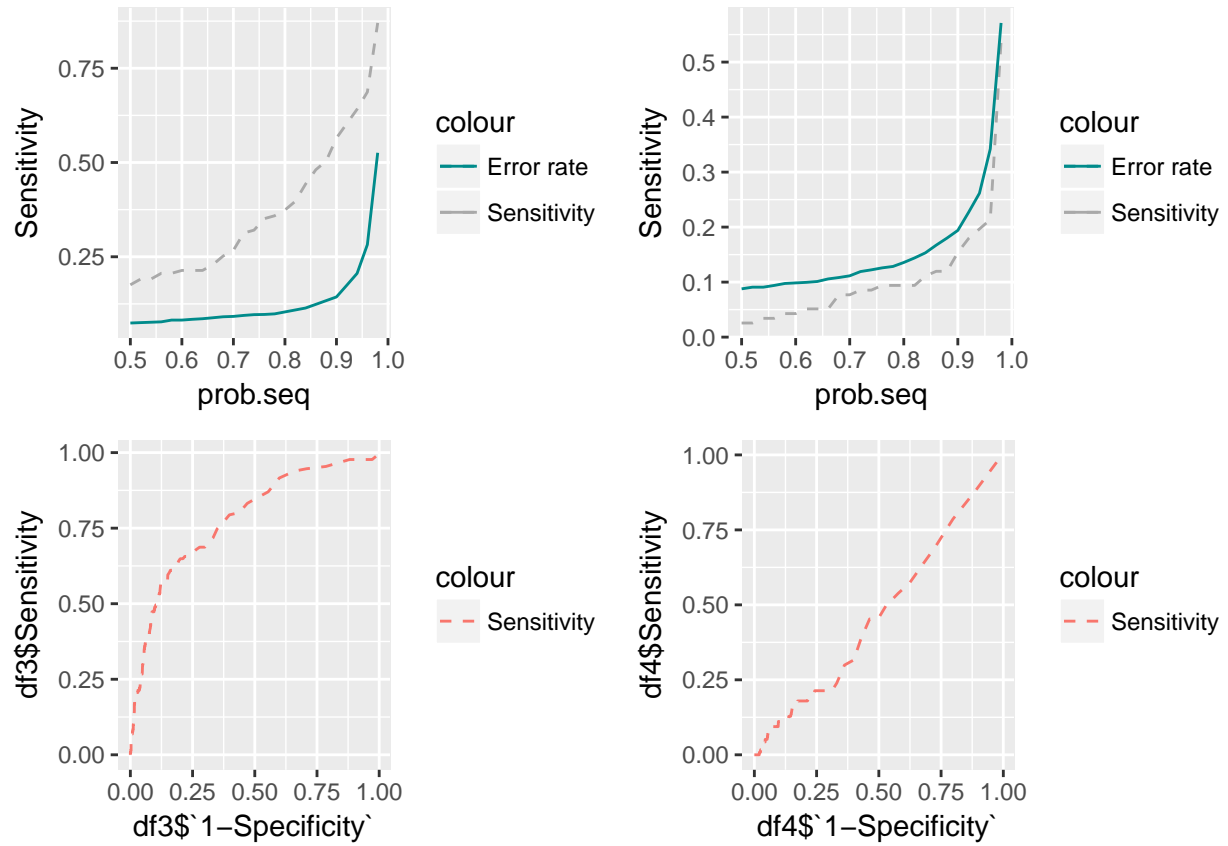 Sensitivity
0.75
0.50
0.25
0.5 0.6 0.7 0.8 0.9 1.0
prob.seq
colour
Error rate
Sensitivity
Sensitivity
0.5
0.4
0.3
0.2
0.1
0.0
0.5 0.6 0.7 0.8 0.9 1.0
prob.seq
colour
Error rate
Sensitivity
df3$Sensitivity
1.00
0.75
0.50
0.25
0.00
0.00 0.25 0.50 0.75 1.00
df3$`1−Specificity`
colour
Sensitivity
df4$Sensitivity
1.00
0.75
0.50
0.25
0.00
0.00 0.25 0.50 0.75 1.00
df4$`1−Specificity`
colour
Sensitivity